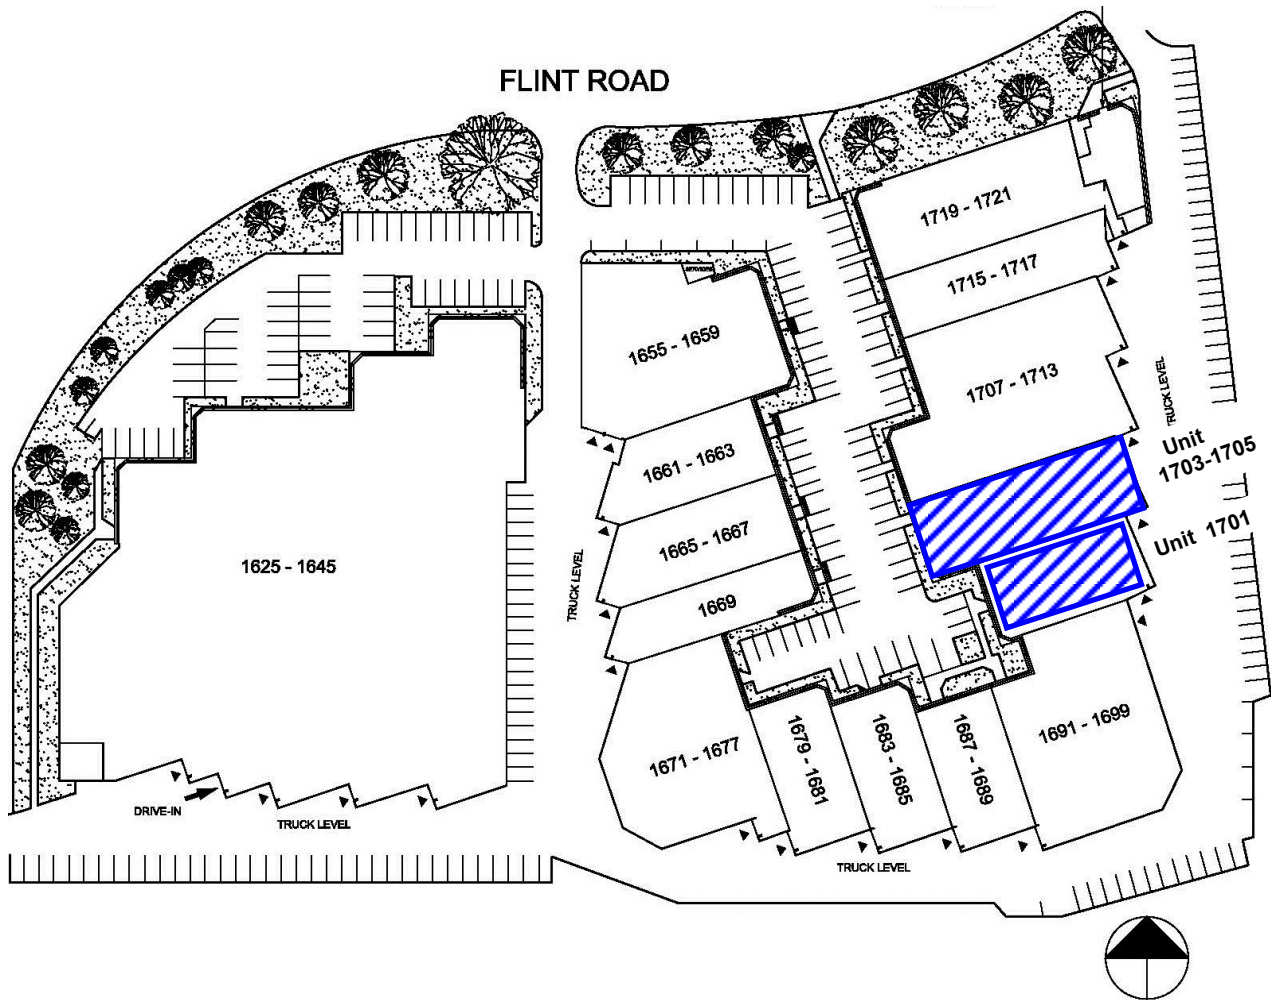 FLINT ROAD
1719 - 1721
1715 - 1717
1655 - 1659
1707 - 1713
RUCK LEVEL
Unit
1703-1705
1661 - 1663
Unit 1701
1665 - 1667
1625 - 1645
TRUCK LEVEL
1669
1671 - 1677
1679 - 1681
1683 - 1685
1687 - 1689
1691 - 1699
DRIVE-IN
TRUCK LEVEL
TRUCK LEVEL